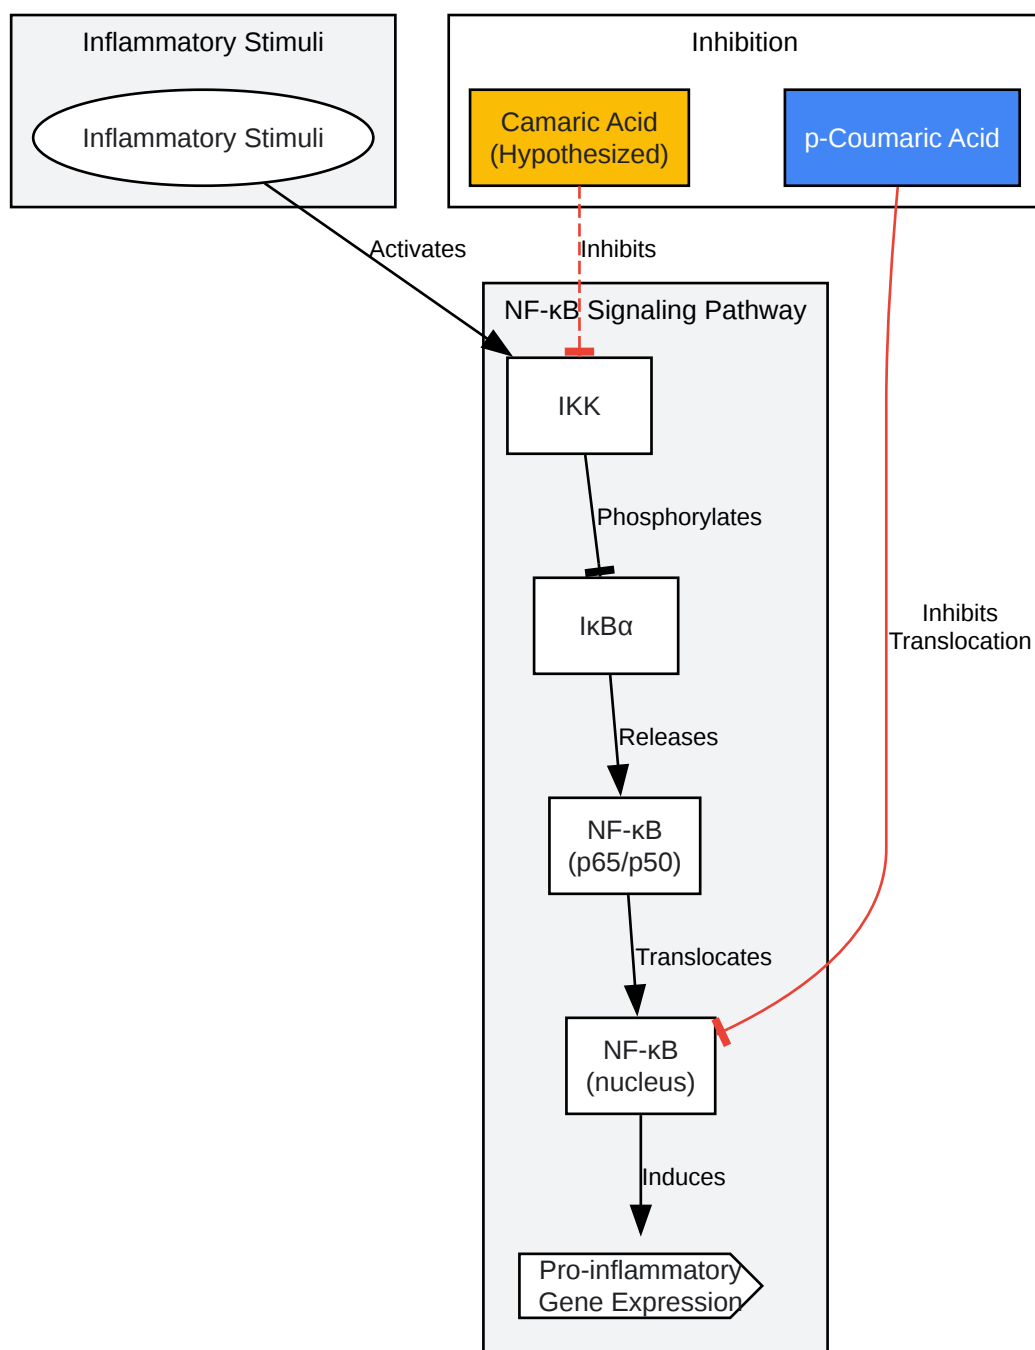 Inflammatory Stimuli
Inhibition
Inflammatory Stimuli
Camaric Acid
(Hypothesized)
p-Coumaric Acid
Activates
Inhibits
NF-κB Signaling Pathway
IKK
Phosphorylates
IκBα
Inhibits
Translocation
Releases
NF-κB
(p65/p50)
Translocates
NF-κB
(nucleus)
Induces
Pro-inflammatory
Gene Expression